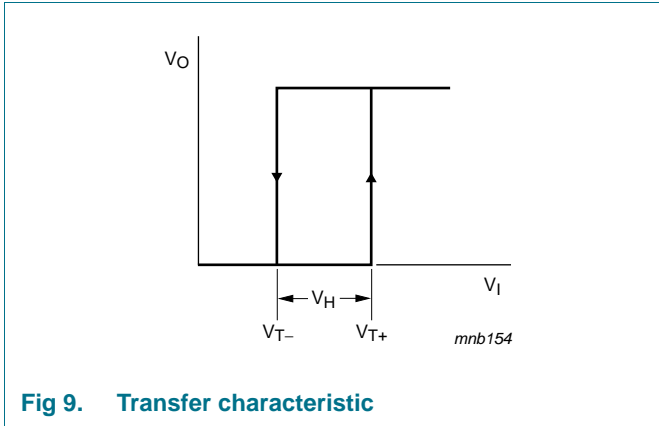 VO
VI
VH
VT− VT+
mnb154
Fig 9. Transfer characteristic